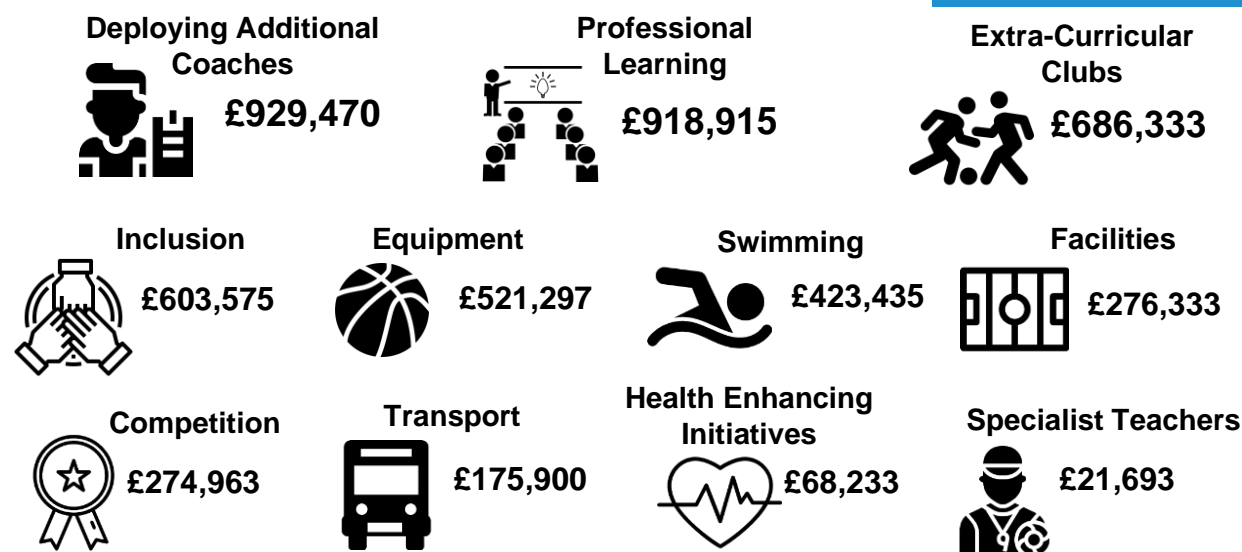 Deploying Additional
Coaches
£929,470
Professional
Learning
£918,915
Extra-Curricular
Clubs
£686,333
Inclusion
£603,575
Equipment
£521,297
Swimming
£423,435
Facilities
£276,333
Competition
£274,963
Transport
£175,900
Health Enhancing
Initiatives
£68,233
Specialist Teachers
£21,693